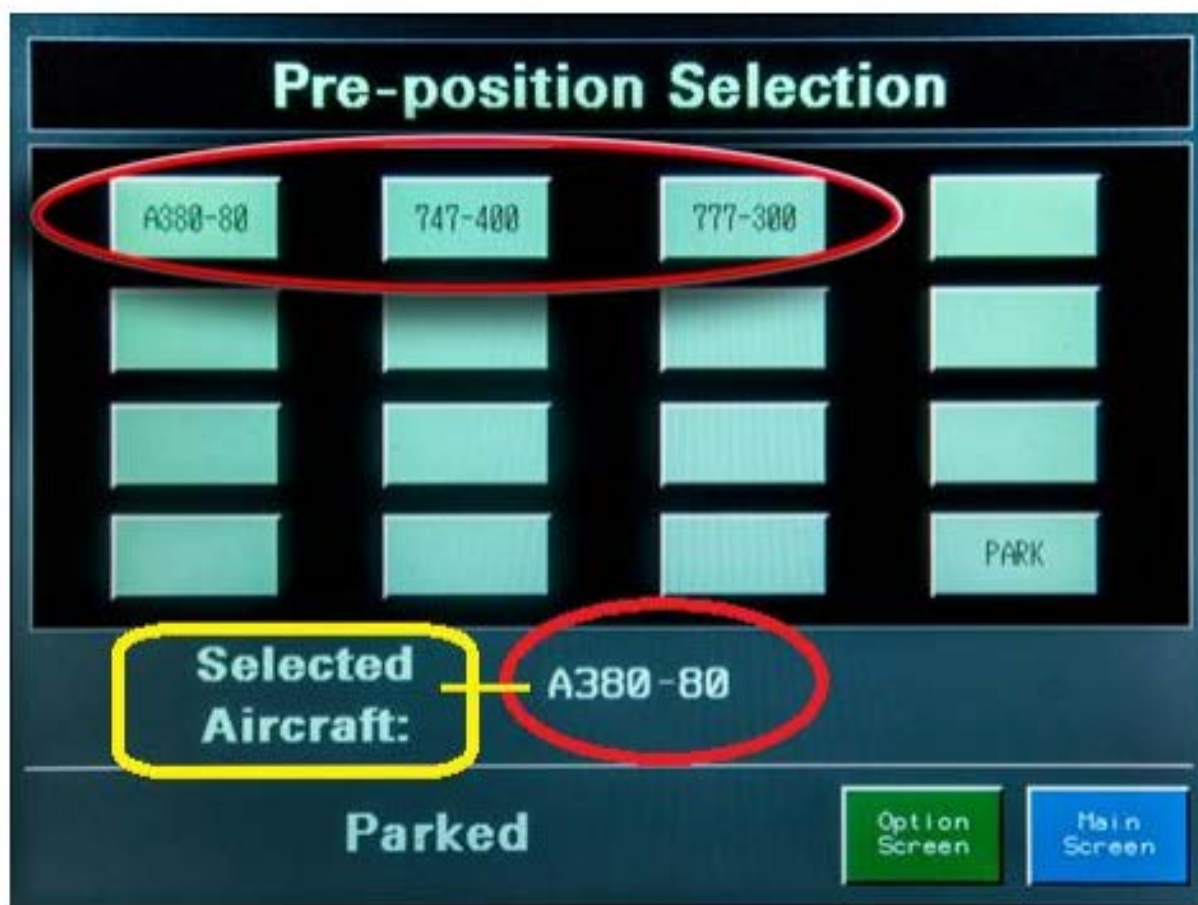 Pre-position Selection
A380-80 747-400 777-300
PARK
Selected
Aircraft:
A380-80
Parked
Option
Screen
Main
Screen